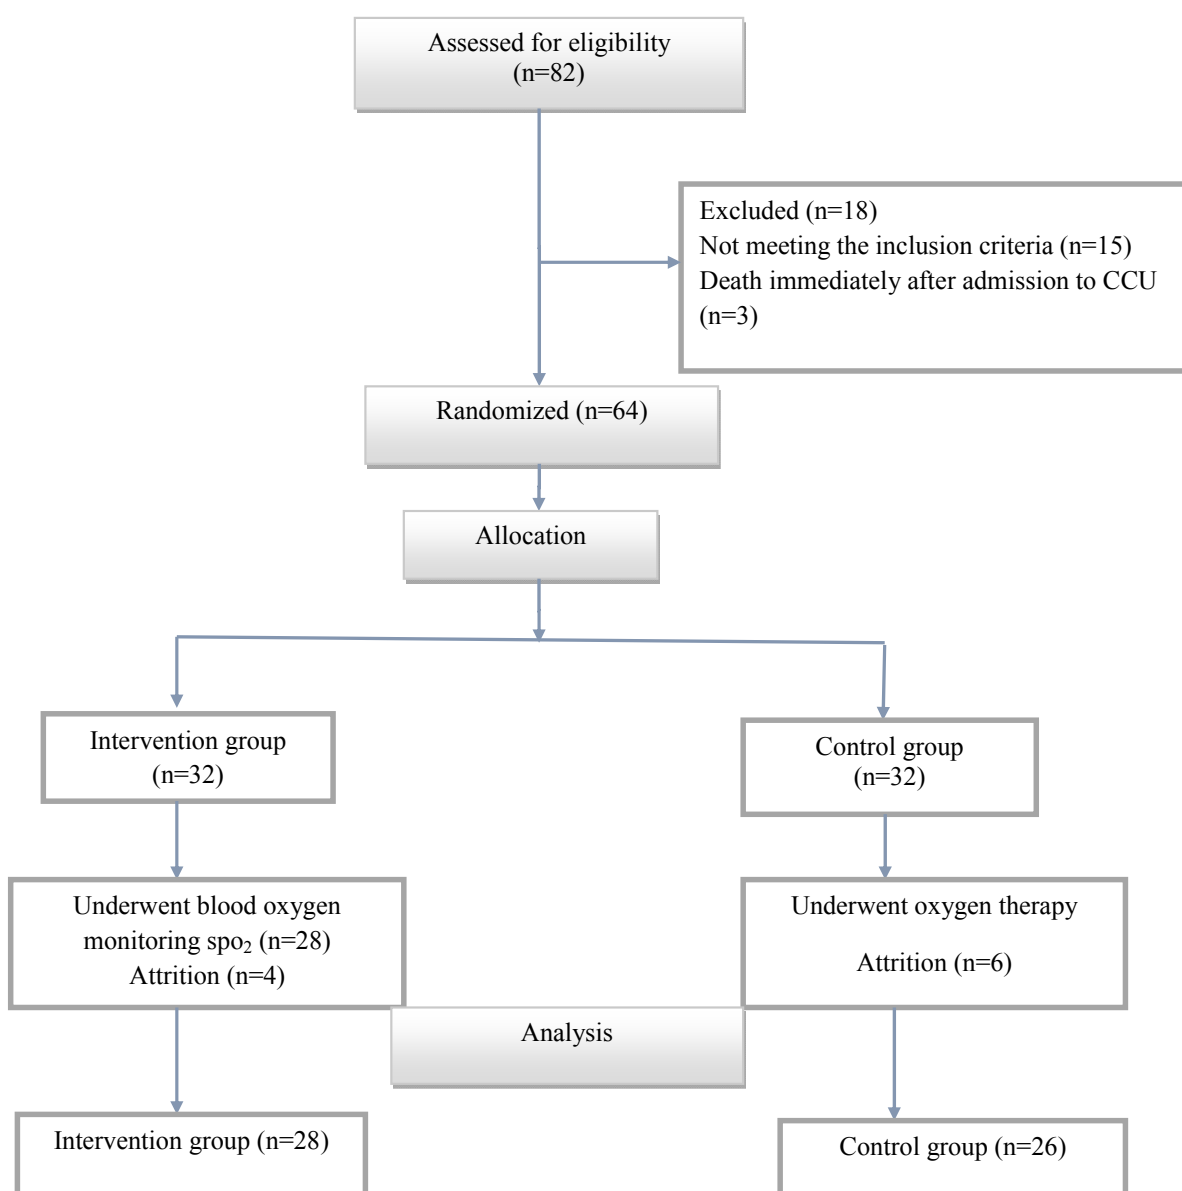 Assessed for eligibility
(n=82)
Excluded (n=18)
Not meeting the inclusion criteria (n=15)
Death immediately after admission to CCU
(n=3)
Randomized (n=64)
Allocation
Intervention group
(n=32)
Control group
(n=32)
Underwent blood oxygen
monitoring spo₂ (n=28)
Attrition (n=4)
Underwent oxygen therapy
Attrition (n=6)
Analysis
Intervention group (n=28)
Control group (n=26)